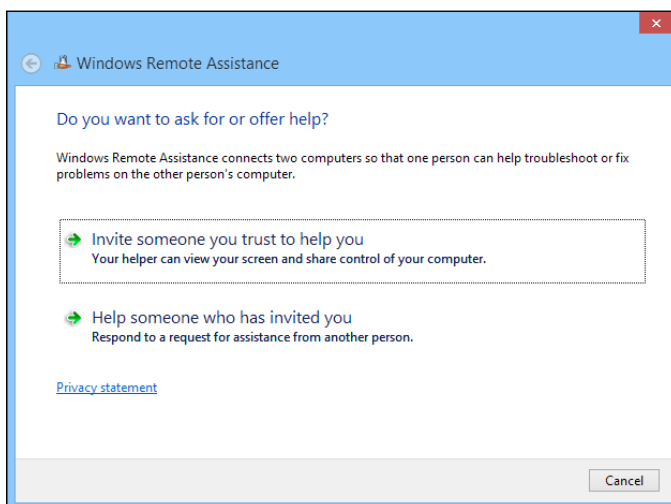 Windows Remote Assistance
Do you want to ask for or offer help?
Windows Remote Assistance connects two computers so that one person can help troubleshoot or fix
problems on the other person's computer.
Invite someone you trust to help you
Your helper can view your screen and share control of your computer.
Help someone who has invited you
Respond to a request for assistance from another person.
Privacy statement
Cancel